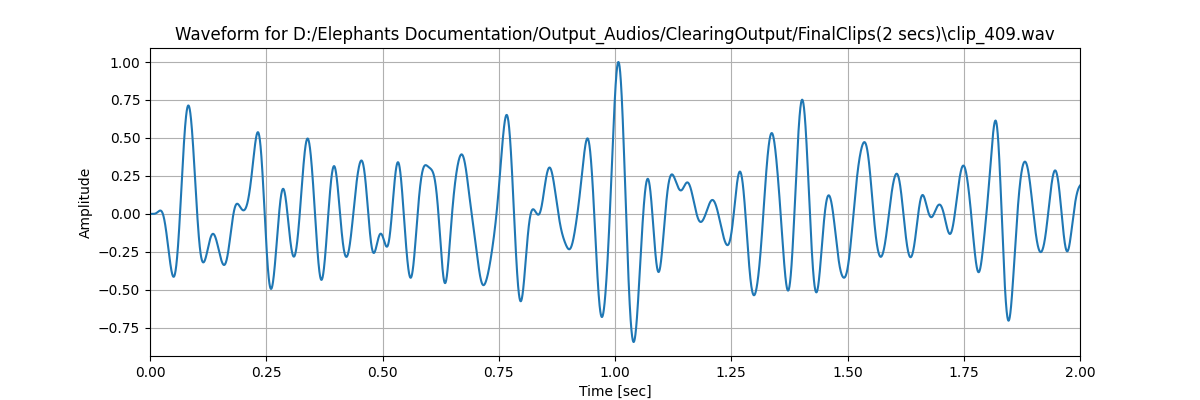 Waveform for D:/Elephants Documentation/Output_Audios/ClearingOutput/FinalClips(2 secs)\clip_409.wav
1.00
0.75
0.50
0.25
0.00
−0.25
−0.50
−0.75
Amplitude
0.00 0.25 0.50 0.75 1.00 1.25 1.50 1.75 2.00
Time [sec]